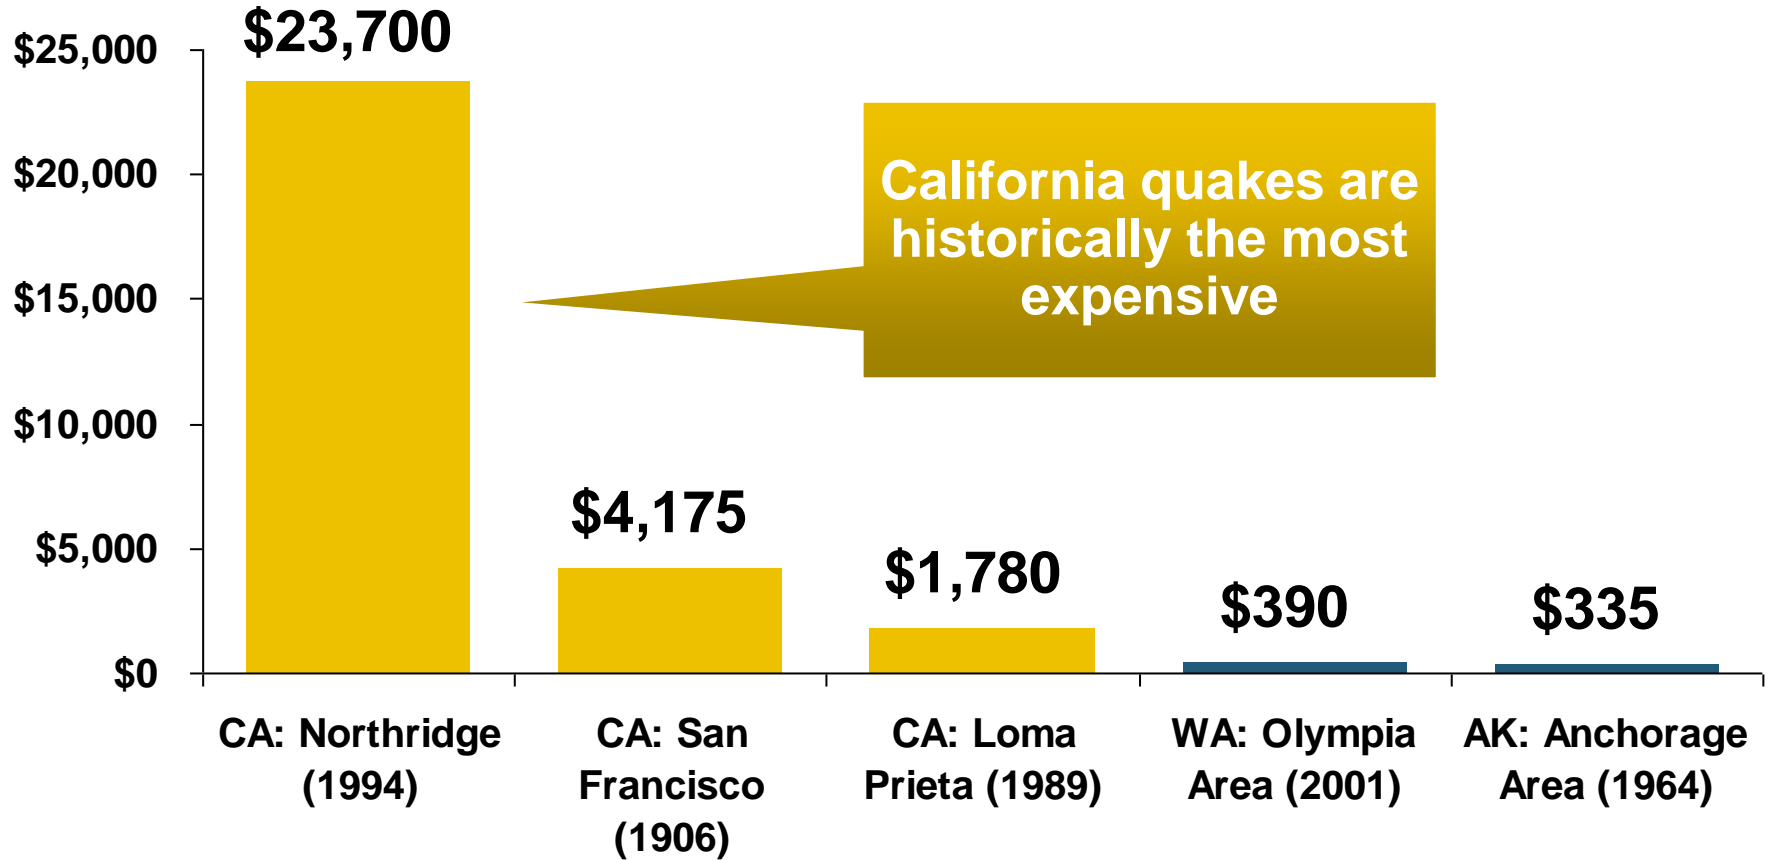 $25,000
$20,000
$15,000
$10,000
$5,000
$0
$23,700
$4,175
$1,780
$390
$335
California quakes are
historically the most
expensive
CA: Northridge
(1994)
CA: San
Francisco
(1906)
CA: Loma
Prieta (1989)
WA: Olympia
Area (2001)
AK: Anchorage
Area (1964)